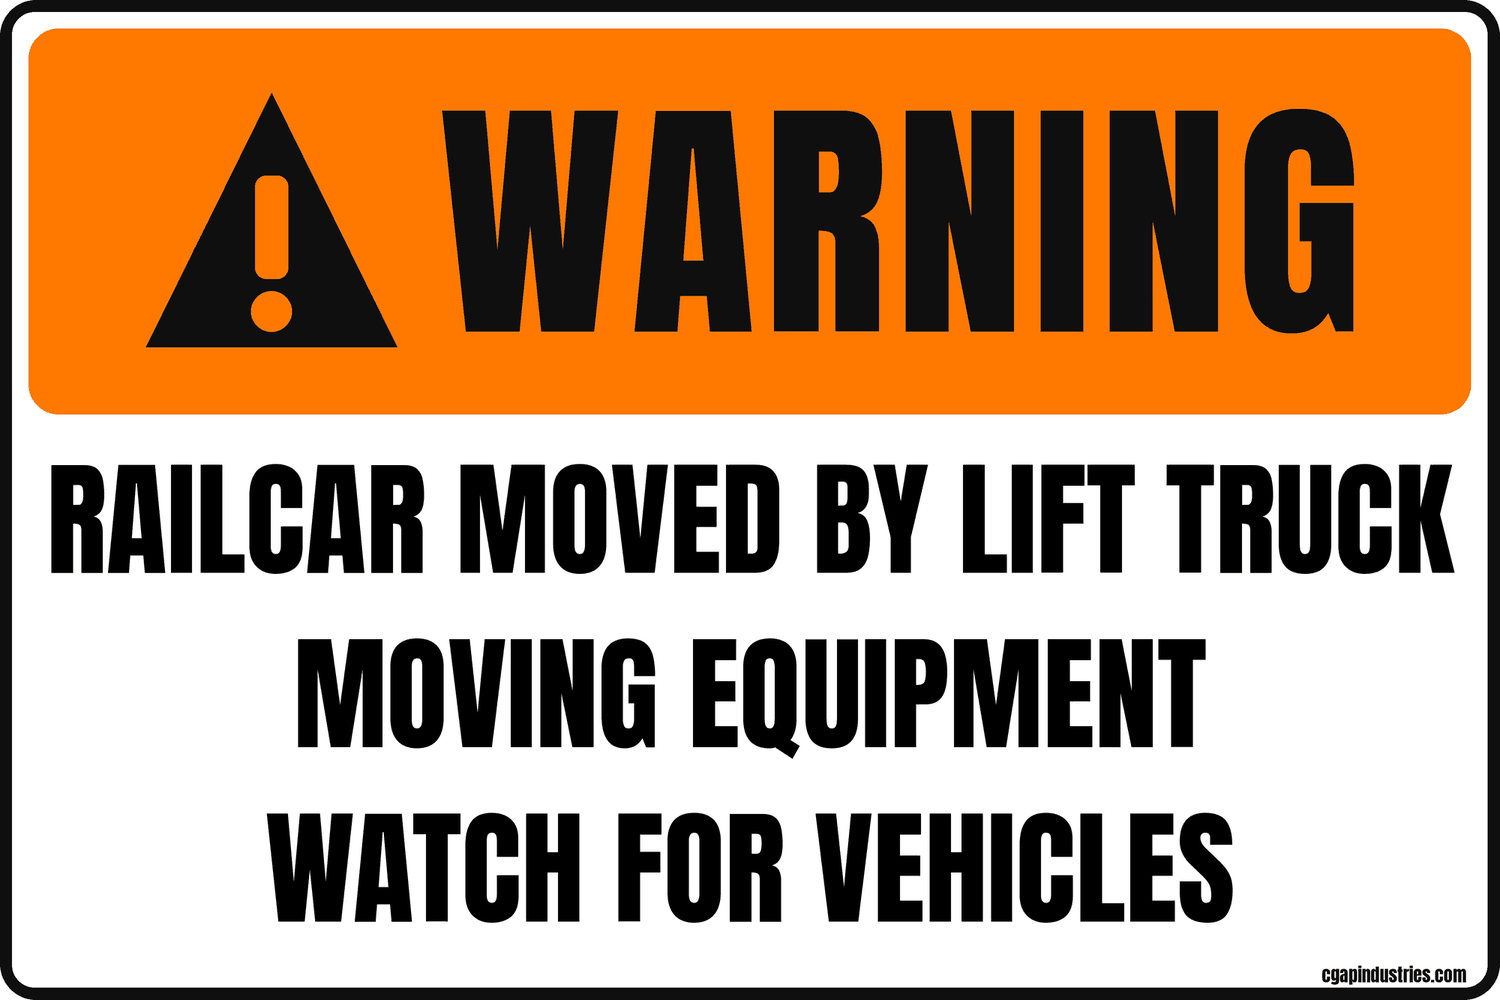 WARNING
RAILCAR MOVED BY LIFT TRUCK
MOVING EQUIPMENT
WATCH FOR VEHICLES
cgapindustries.com